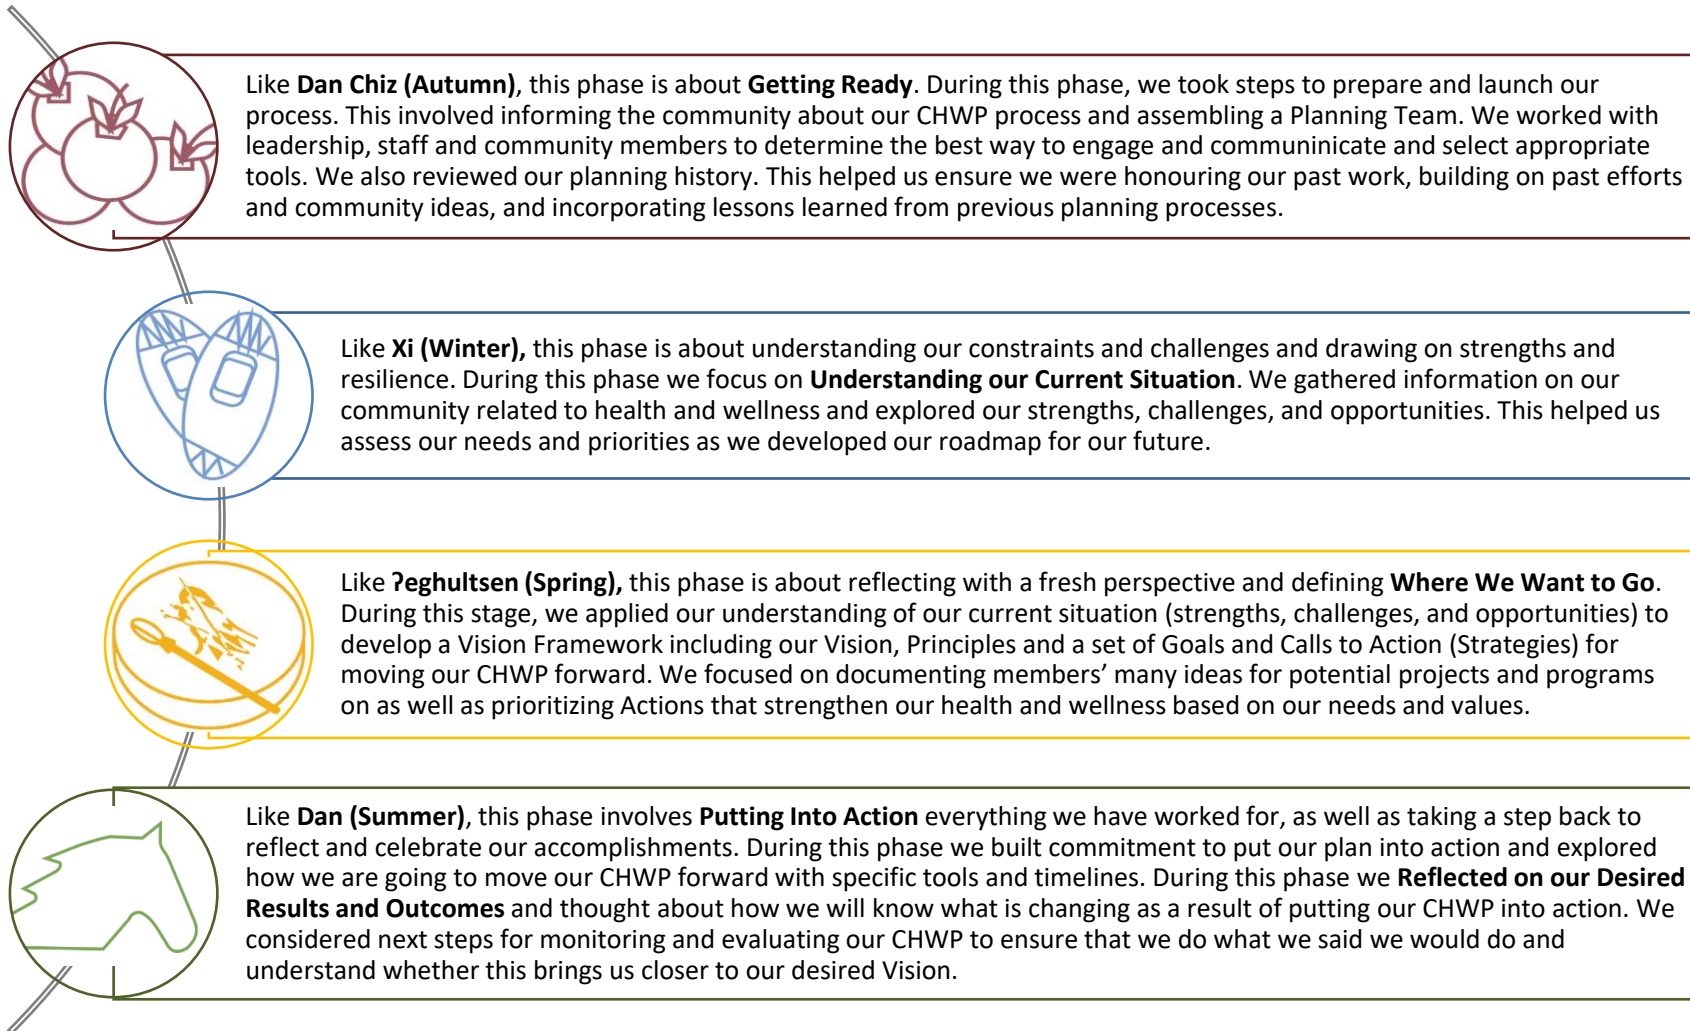 Like Dan Chiz (Autumn), this phase is about Getting Ready. During this phase, we took steps to prepare and launch our
process. This involved informing the community about our CHWP process and assembling a Planning Team. We worked with
leadership, staff and community members to determine the best way to engage and communinicate and select appropriate
tools. We also reviewed our planning history. This helped us ensure we were honouring our past work, building on past efforts
and community ideas, and incorporating lessons learned from previous planning processes.
Like Xi (Winter), this phase is about understanding our constraints and challenges and drawing on strengths and
resilience. During this phase we focus on Understanding our Current Situation. We gathered information on our
community related to health and wellness and explored our strengths, challenges, and opportunities. This helped us
assess our needs and priorities as we developed our roadmap for our future.
Like ʔeghultsen (Spring), this phase is about reflecting with a fresh perspective and defining Where We Want to Go.
During this stage, we applied our understanding of our current situation (strengths, challenges, and opportunities) to
develop a Vision Framework including our Vision, Principles and a set of Goals and Calls to Action (Strategies) for
moving our CHWP forward. We focused on documenting members’ many ideas for potential projects and programs
on as well as prioritizing Actions that strengthen our health and wellness based on our needs and values.
Like Dan (Summer), this phase involves Putting Into Action everything we have worked for, as well as taking a step back to
reflect and celebrate our accomplishments. During this phase we built commitment to put our plan into action and explored
how we are going to move our CHWP forward with specific tools and timelines. During this phase we Reflected on our Desired
Results and Outcomes and thought about how we will know what is changing as a result of putting our CHWP into action. We
considered next steps for monitoring and evaluating our CHWP to ensure that we do what we said we would do and
understand whether this brings us closer to our desired Vision.